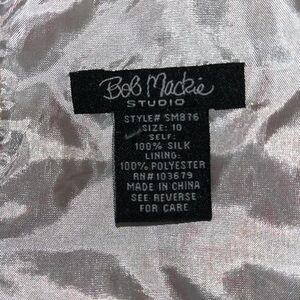 Bob Mackie
STUDIO
STYLE# SM876
SIZE: 10
SELF:
100% SILK
LINING:
100% POLYESTER
RN#103679
MADE IN CHINA
SEE REVERSE
FOR CARE